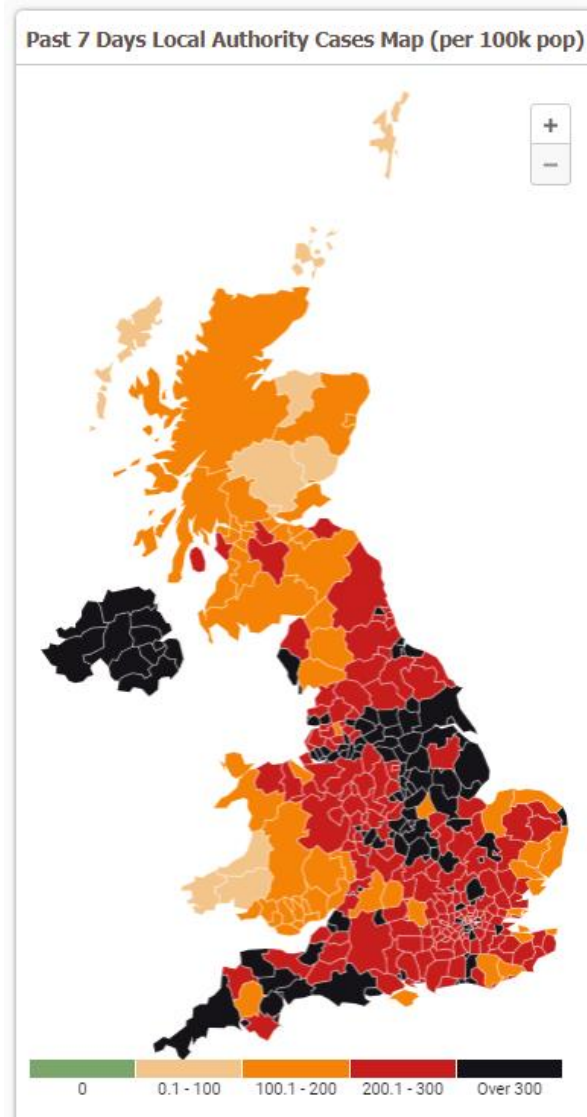 Past 7 Days Local Authority Cases Map (per 100k pop)
+
−
0 0.1 - 100 100.1 - 200 200.1 - 300 Over 300